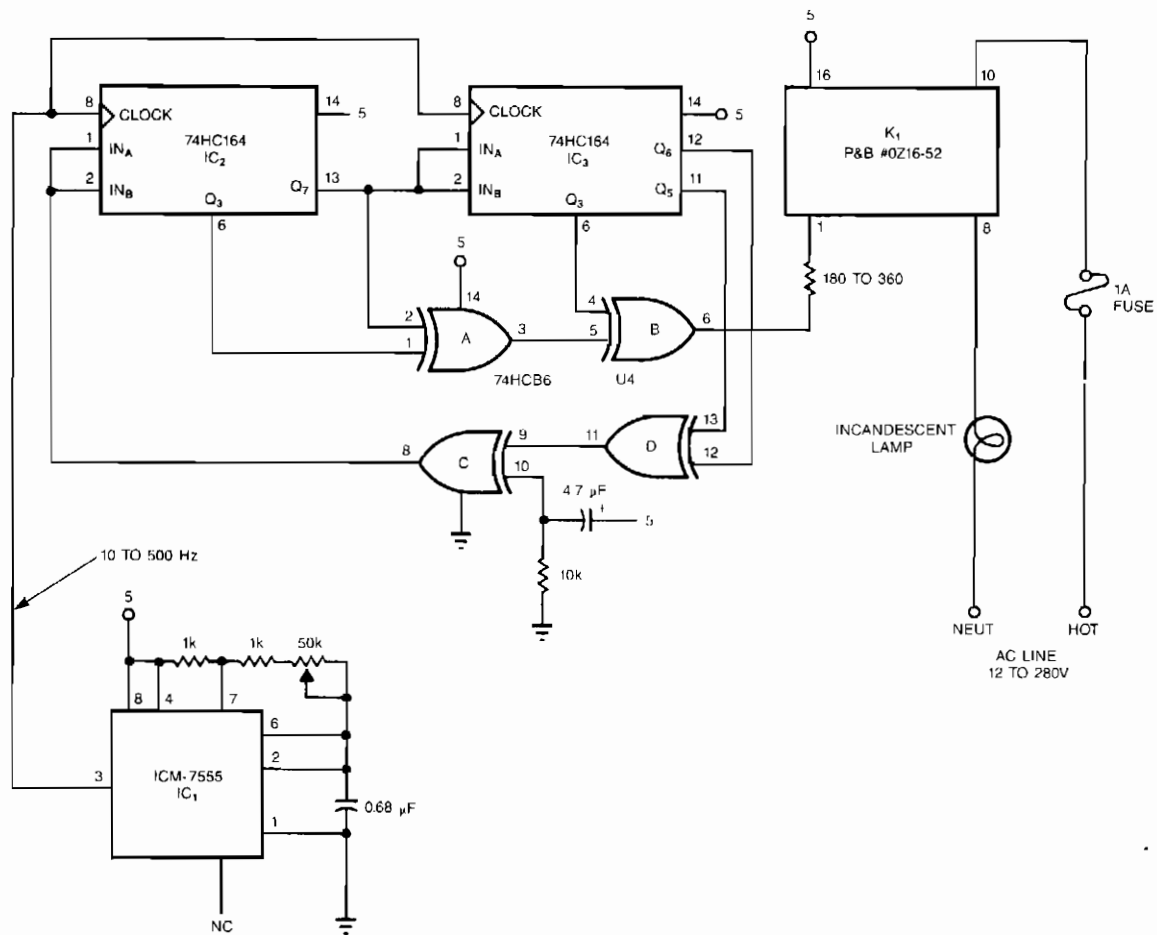 5
8
CLOCK
14
5
1
INA
74HC164
IC2
2
INB
Q7
13
Q3
6
8
CLOCK
14
5
1
INA
74HC164
IC3
Q6
12
2
INB
Q5
11
Q3
6
16
10
K1
P&B #0Z16-52
1
8
180 TO 360
1A
FUSE
5
14
2
A
3
1
74HCB6
4
B
6
5
U4
13
D
11
12
8
C
9
10
4.7 µF
+
5
10k
INCANDESCENT
LAMP
10 TO 500 Hz
NEUT
HOT
AC LINE
12 TO 280V
5
1k
1k
50k
8
4
7
6
2
3
ICM-7555
IC1
1
0.68 µF
NC